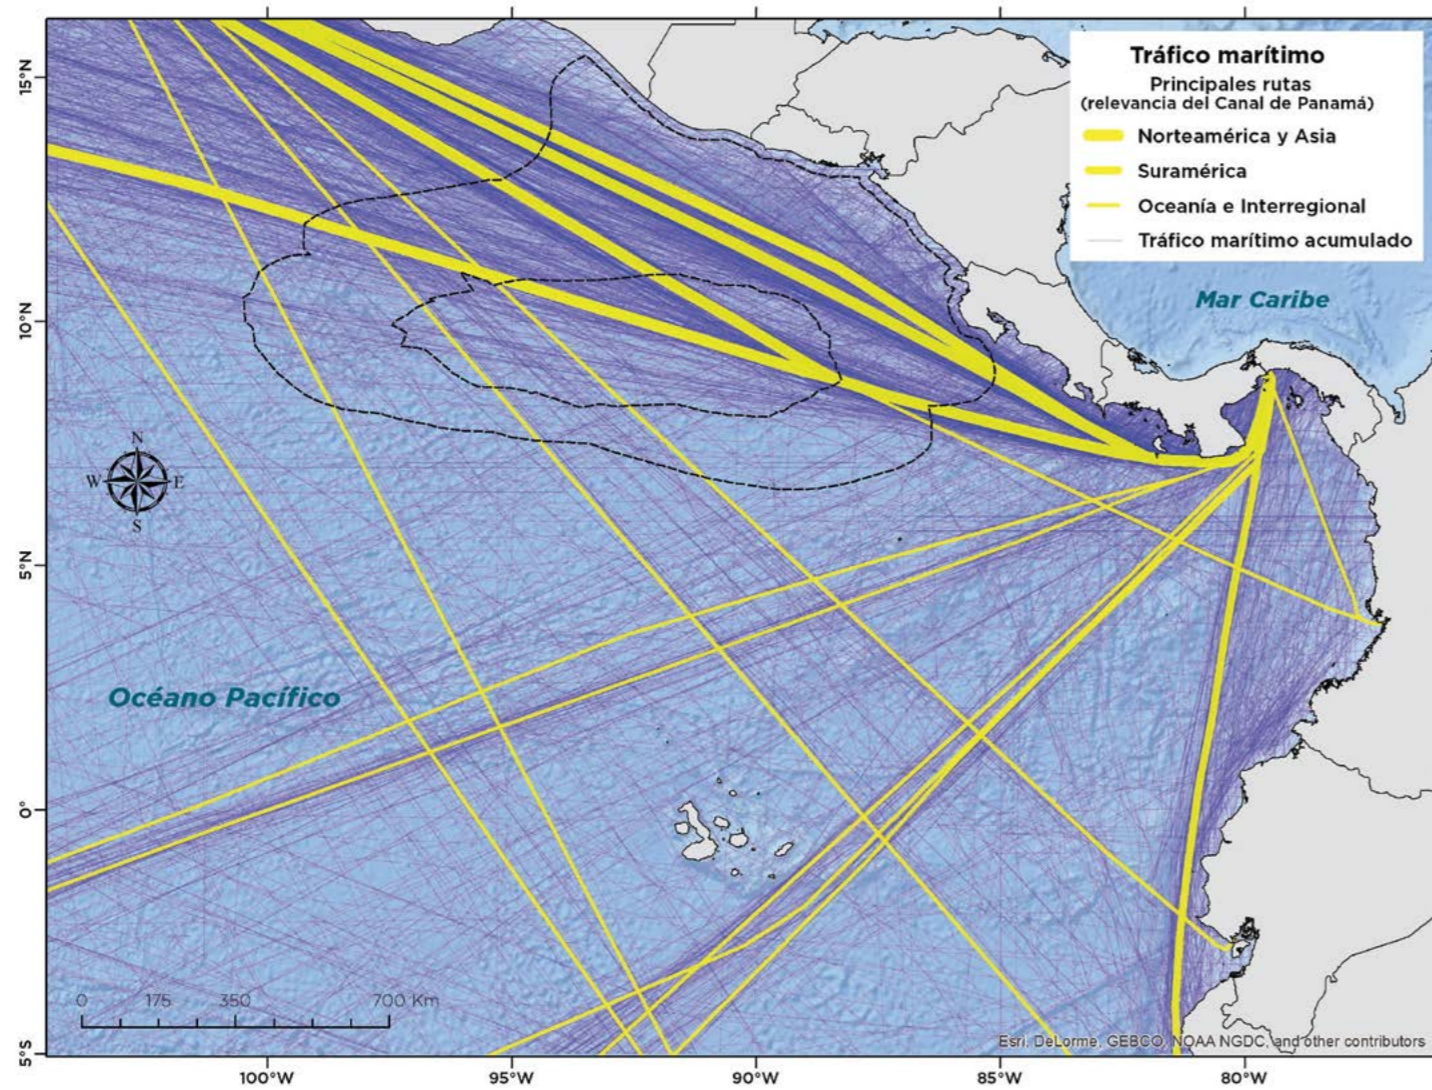 Tráfico marítimo
Principales rutas
(relevancia del Canal de Panamá)
Norteamérica y Asia
Suramérica
Oceanía e Interregional
Tráfico marítimo acumulado
15°N
10°N
5°N
0°
5°S
Mar Caribe
N
W E
S
Océano Pacífico
0 175 350 700 Km
Esri, DeLorme, GEBCO, NOAA NGDC, and other contributors
100°W 95°W 90°W 85°W 80°W